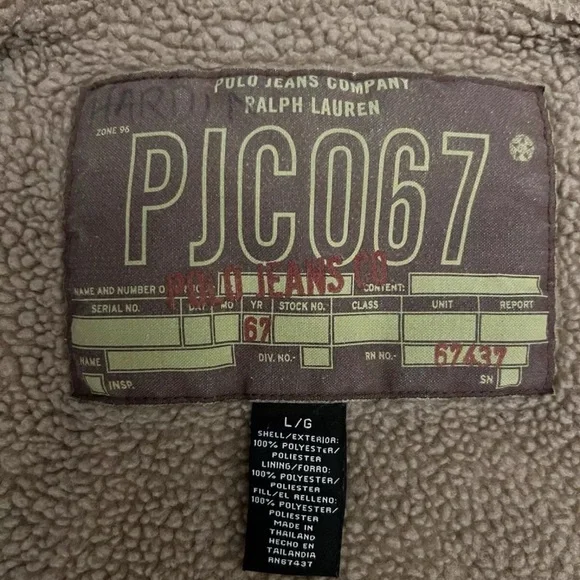 POLO JEANS COMPANY
RALPH LAUREN
ZONE 96
PJC067
POLO JEANS CO
NAME AND NUMBER O
CONTENT:
SERIAL NO. DAY MO YR STOCK NO. CLASS UNIT REPORT
67
NAME DIV. NO.- RN NO.- 67437
INSP. SN
L/G
SHELL/EXTERIOR:
100% POLYESTER/
POLIESTER
LINING/FORRO:
100% POLYESTER/
POLIESTER
FILL/EL RELLENO:
100% POLYESTER/
POLIESTER
MADE IN
THAILAND
HECHO EN
TAILANDIA
RN67437